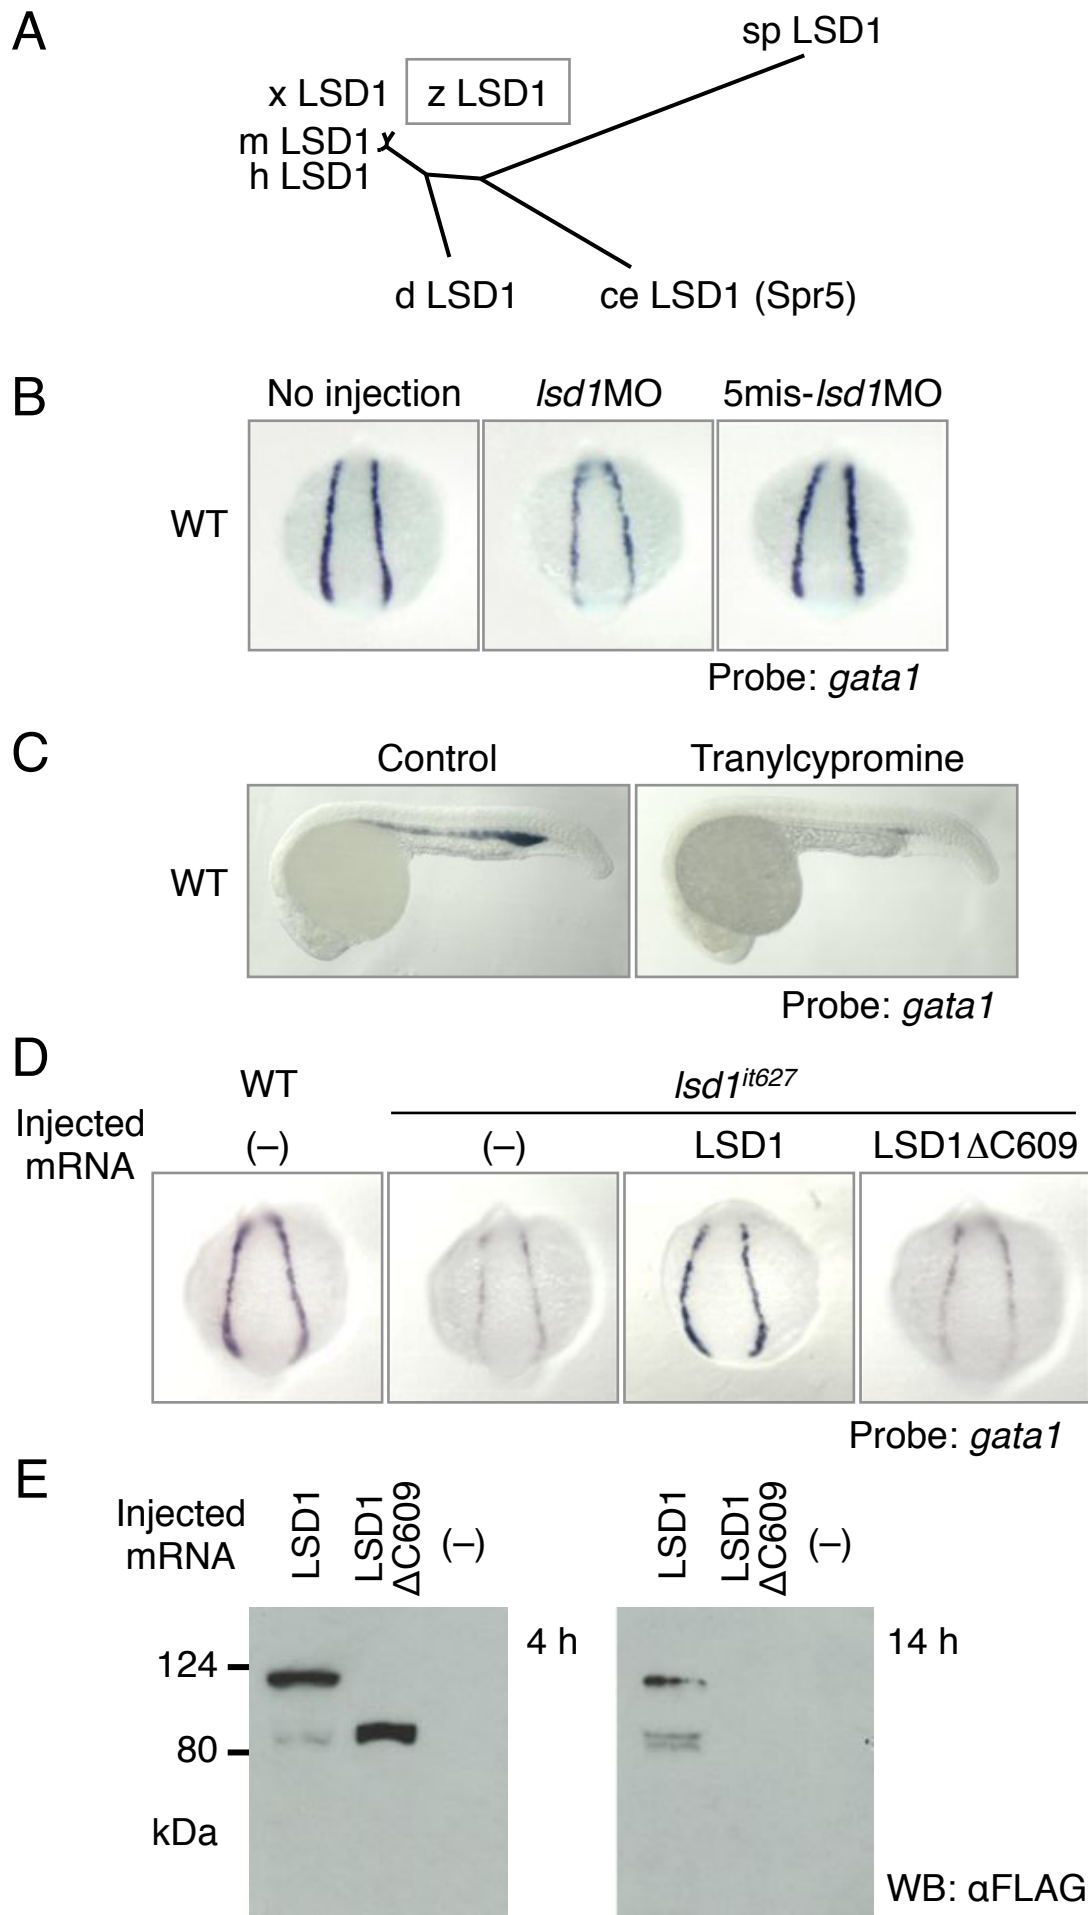 A
sp LSD1
x LSD1
z LSD1
m LSD1
h LSD1
d LSD1
ce LSD1 (Spr5)
B
No injection
lsd1MO
5mis-lsd1MO
WT
Probe: gata1
C
Control
Tranylcypromine
WT
Probe: gata1
D
WT
lsd1it627
Injected
mRNA
(–)
(–)
LSD1
LSD1ΔC609
Probe: gata1
E
Injected
mRNA
LSD1
LSD1
ΔC609
(–)
LSD1
LSD1
ΔC609
(–)
4 h
14 h
124
80
kDa
WB: αFLAG